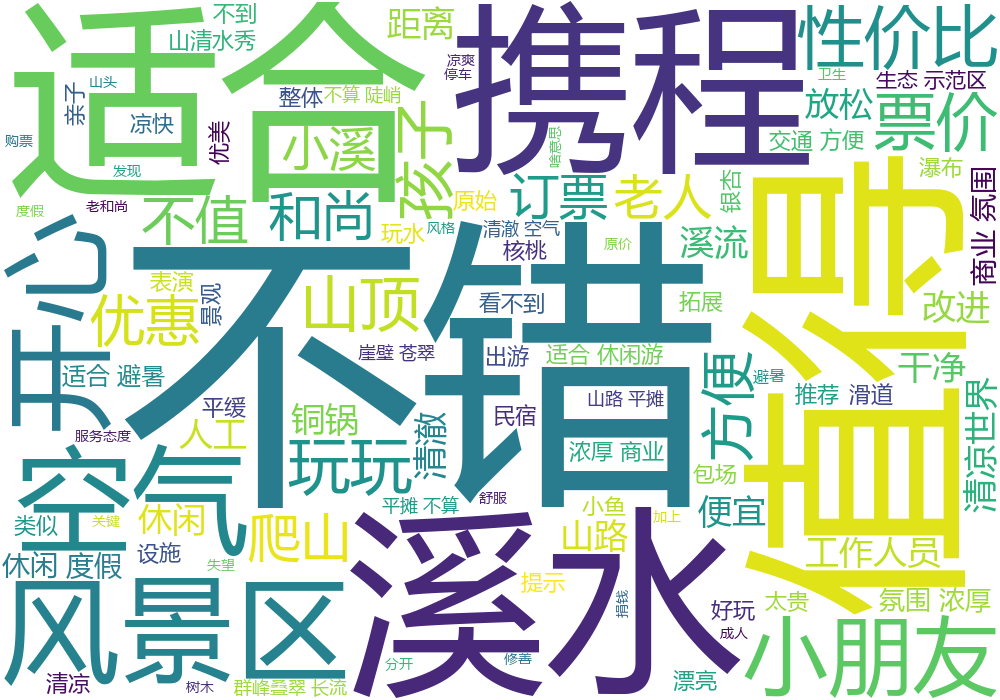 适合
携程
性价比
不到
山清水秀
距离
凉爽
停车
卫生
生态 示范区
山头
亲子
整体
不算 陡峭
放松
票价
购票
凉快
优美
小溪
孩子
啥意思
交通 方便
发现
瀑布
度假
老和尚
不值
和尚
原始
订票
老人
银杏
商业 氛围
值得
开心
玩水
风格
清澈 空气
核桃
原价
溪流
表演
景观
优惠
山顶
看不到
拓展
改进
不错
崖壁 苍翠
出游
适合 休闲游
方便
避暑
干净
适合 避暑
平缓
铜锅
民宿
山路 平摊
推荐
滑道
清凉世界
服务态度
人工
玩玩
清澈
浓厚 商业
包场
空气
平摊 不算
舒服
小鱼
便宜
类似
关键
休闲
爬山
山路
加上
工作人员
休闲 度假
设施
失望
溪水
提示
风景区
捐钱
好玩
太贵
氛围 浓厚
成人
小朋友
清凉
树木
群峰叠翠 长流
分开
修善
漂亮